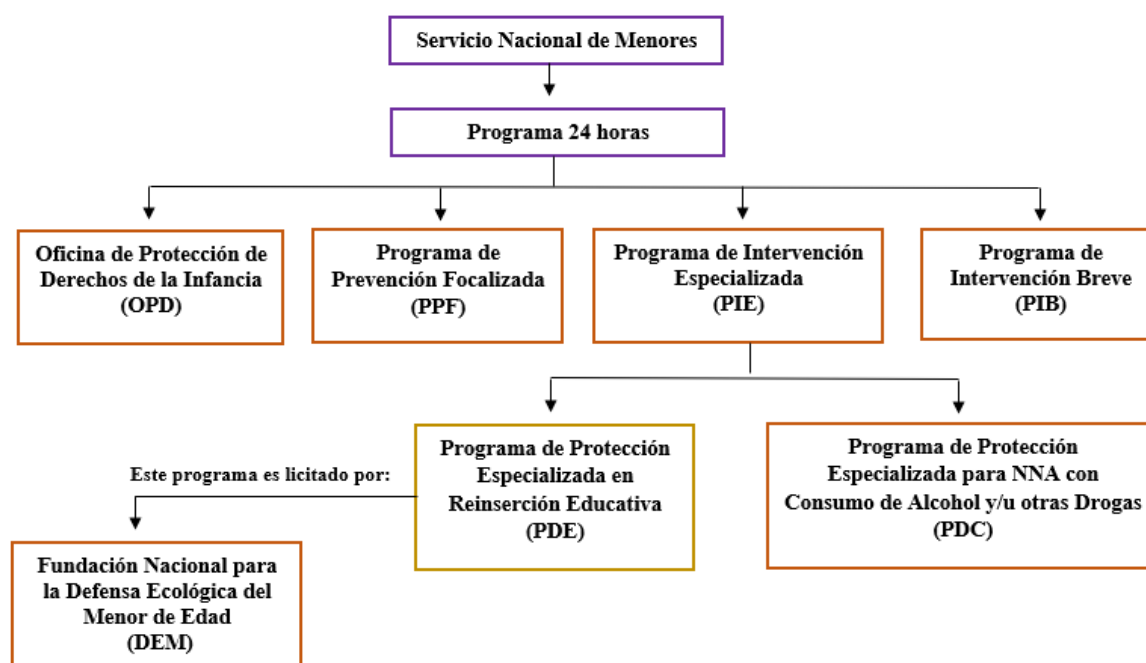 Servicio Nacional de Menores
Programa 24 horas
Oficina de Protección de
Derechos de la Infancia
(OPD)
Programa de
Prevención Focalizada
(PPF)
Programa de Intervención
Especializada
(PIE)
Programa de
Intervención Breve
(PIB)
Este programa es licitado por:
Programa de Protección
Especializada en
Reinserción Educativa
(PDE)
Programa de Protección
Especializada para NNA con
Consumo de Alcohol y/u otras Drogas
(PDC)
Fundación Nacional para
la Defensa Ecológica del
Menor de Edad
(DEM)